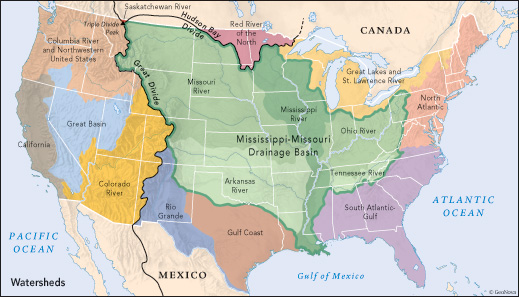 Saskatchewan River
Triple Divide
Peak
Hudson Bay
Divide
Red River
of the
North
CANADA
Columbia River
and Northwestern
United States
Great Divide
Missouri
River
Great Lakes and
St. Lawrence River
Mississippi
River
North
Atlantic
Great Basin
Ohio River
California
Mississippi-Missouri
Drainage Basin
Tennessee River
Colorado
River
Arkansas
River
Rio
Grande
South Atlantic-
Gulf
ATLANTIC
OCEAN
Gulf Coast
PACIFIC
OCEAN
MEXICO
Gulf of Mexico
Watersheds
© GeoNova